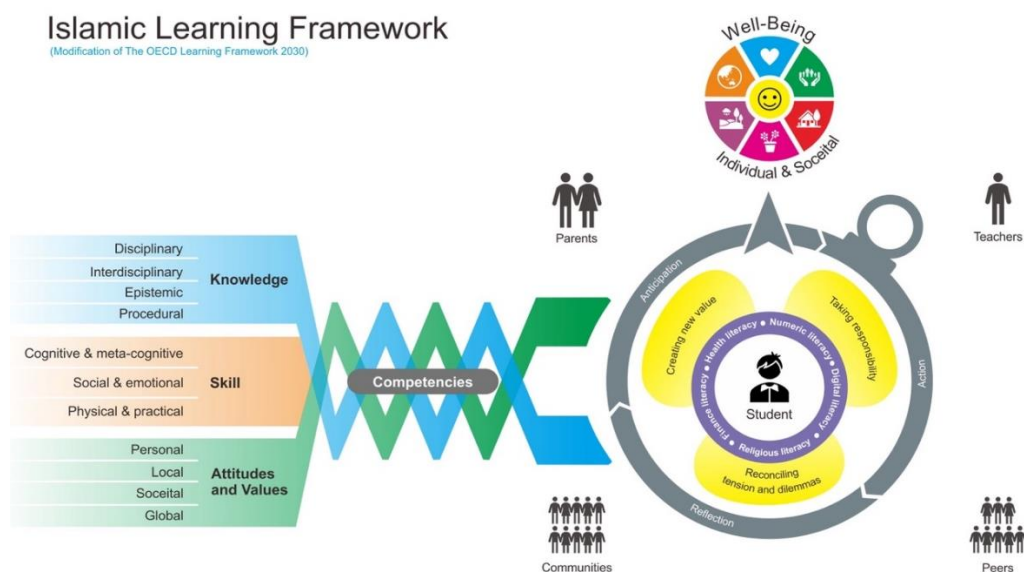 Islamic Learning Framework
(Modification of The OECD Learning Framework 2030)
Well-Being
Individual & Soceital
Parents
Teachers
Disciplinary
Interdisciplinary
Epistemic
Procedural
Knowledge
Cognitive & meta-cognitive
Social & emotional
Physical & practical
Skill
Personal
Local
Soceital
Global
Attitudes
and Values
Competencies
Anticipation
Action
Reflection
Creating new value
Taking responsibility
Reconciling
tension and dilemmas
Health literacy • Numeric literacy • Digital literacy • Religious literacy • Finance literacy •
Student
Communities
Peers